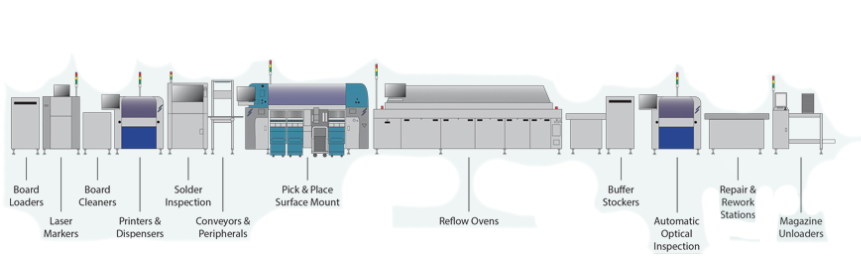 Board
Loaders
Laser
Markers
Board
Cleaners
Printers &
Dispensers
Solder
Inspection
Conveyors &
Peripherals
Pick & Place
Surface Mount
Reflow Ovens
Buffer
Stockers
Automatic
Optical
Inspection
Repair &
Rework
Stations
Magazine
Unloaders